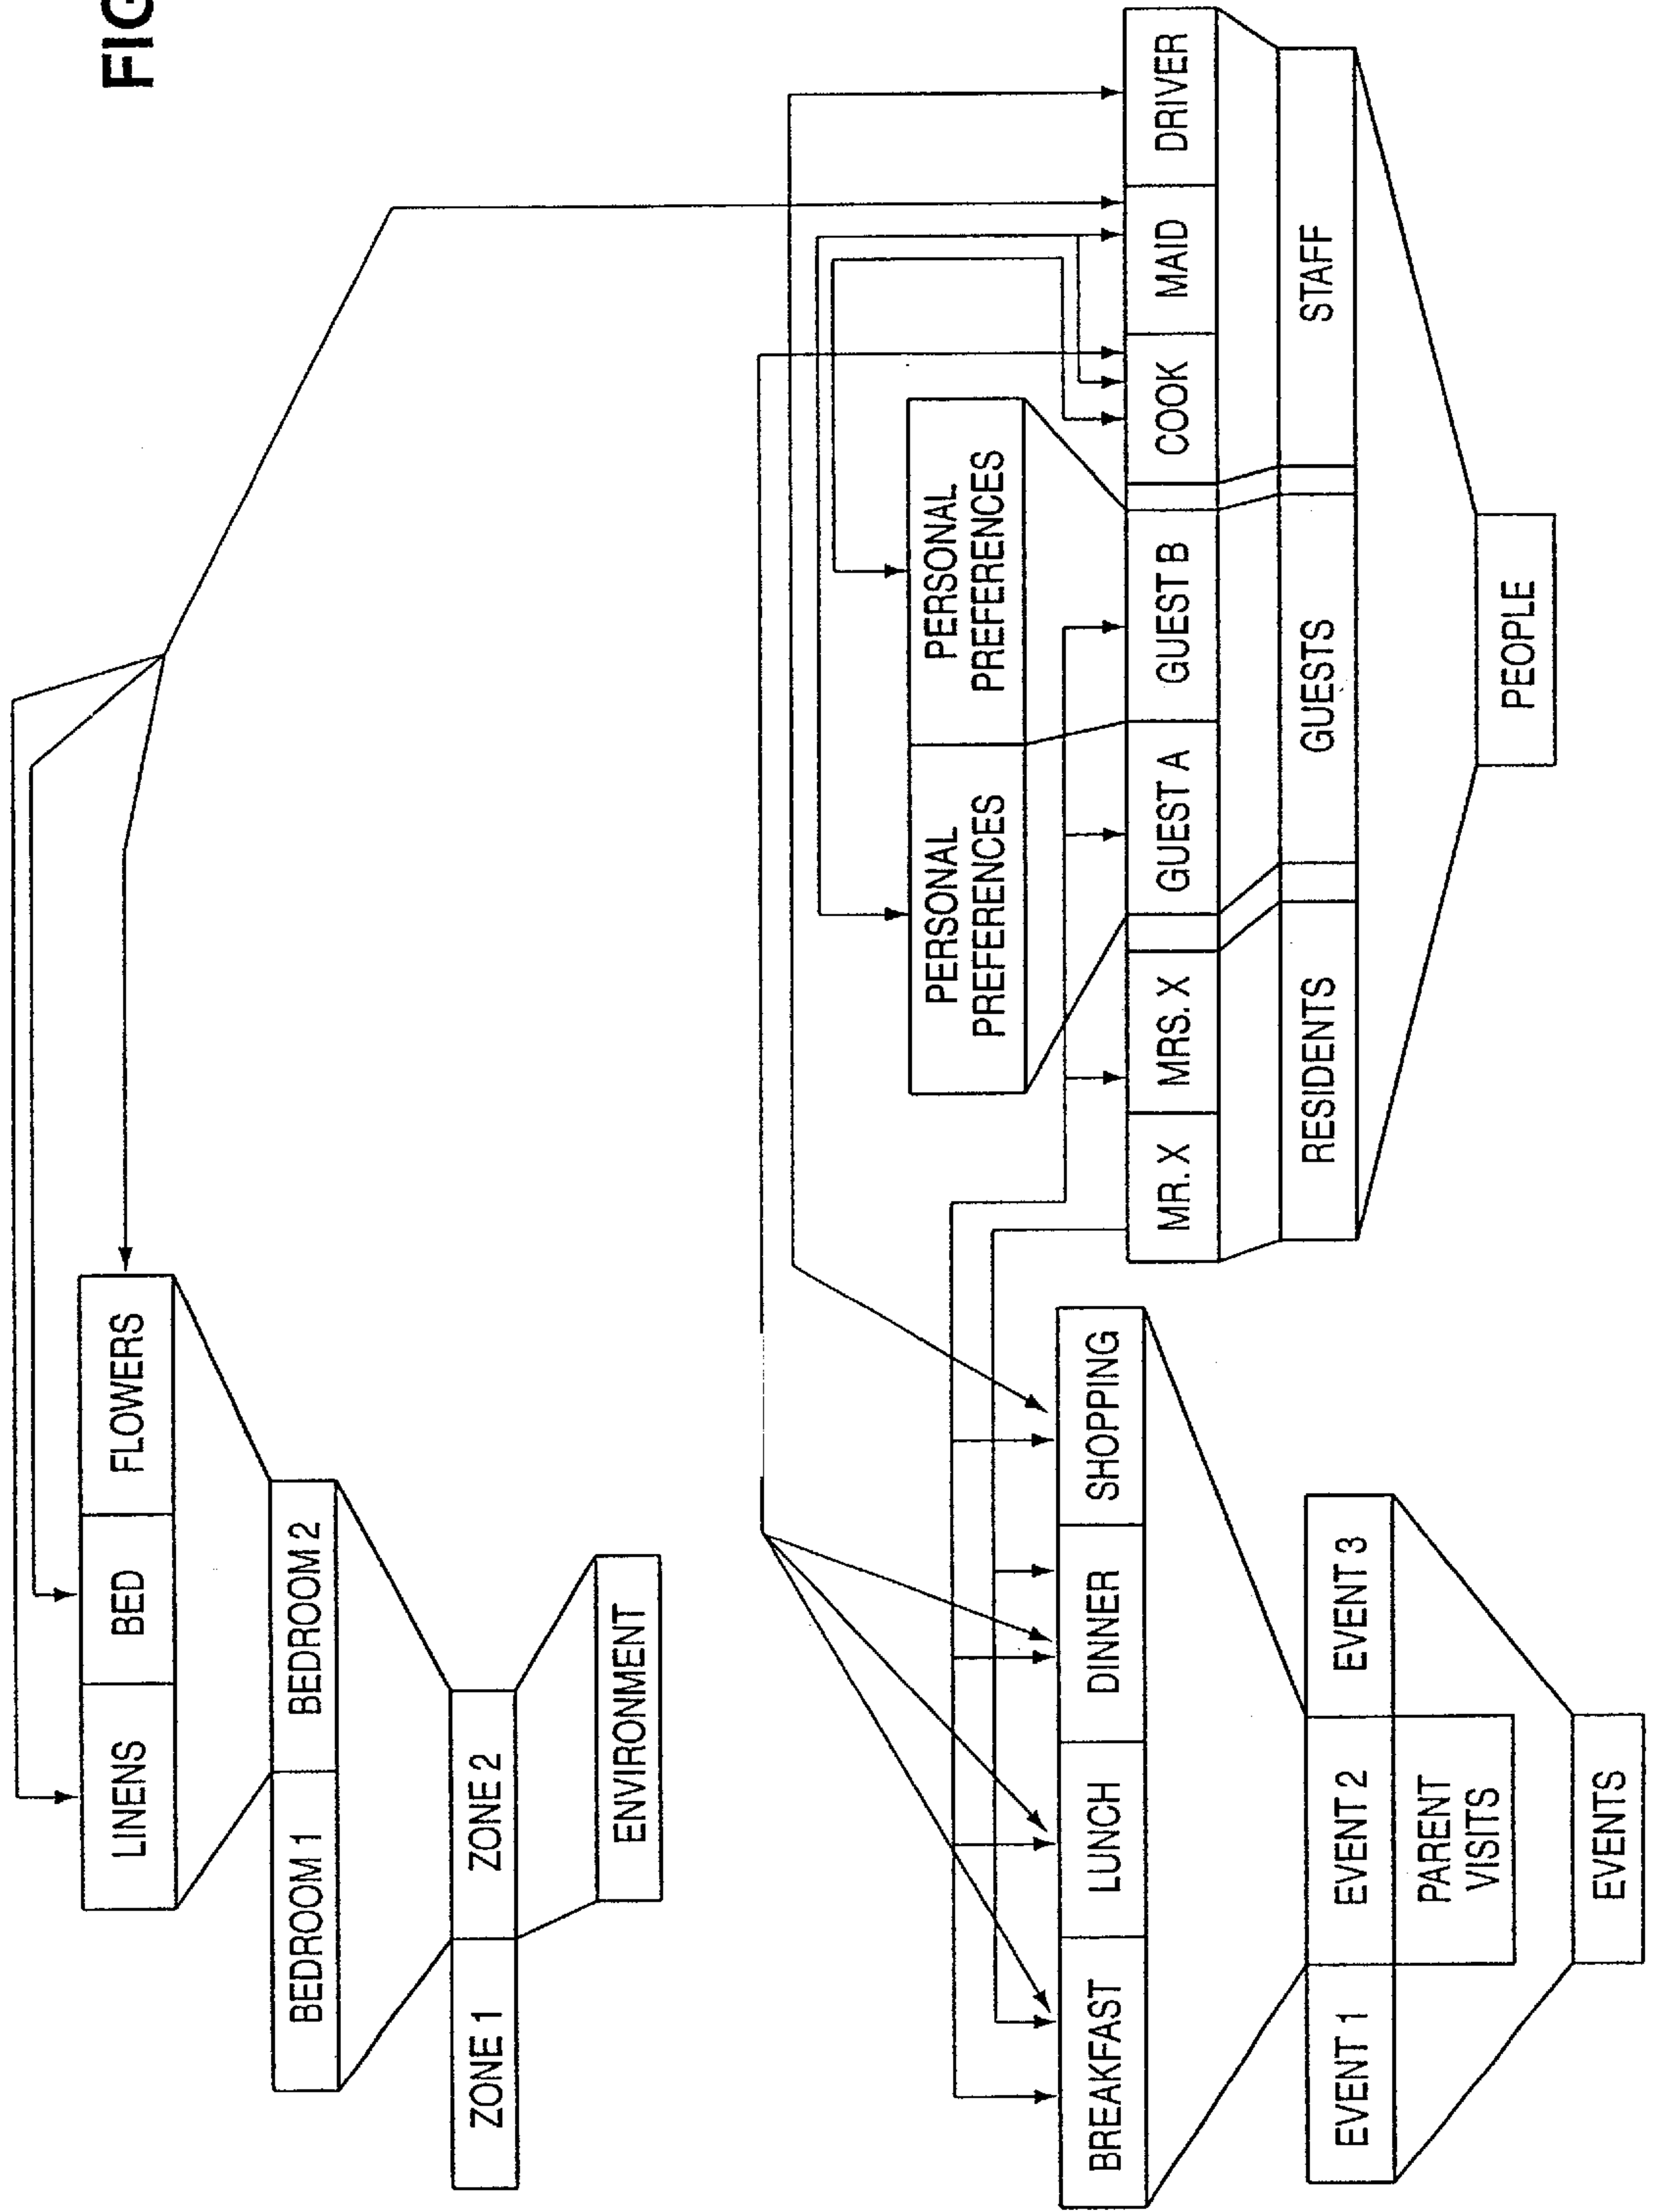 FIG
LINENS
BED
FLOWERS
BEDROOM 1
BEDROOM 2
ZONE 1
ZONE 2
ENVIRONMENT
BREAKFAST
LUNCH
DINNER
SHOPPING
EVENT 1
EVENT 2
EVENT 3
PARENT
VISITS
EVENTS
PERSONAL
PREFERENCES
PERSONAL
PREFERENCES
MR. X
MRS. X
GUEST A
GUEST B
COOK
MAID
DRIVER
RESIDENTS
GUESTS
STAFF
PEOPLE